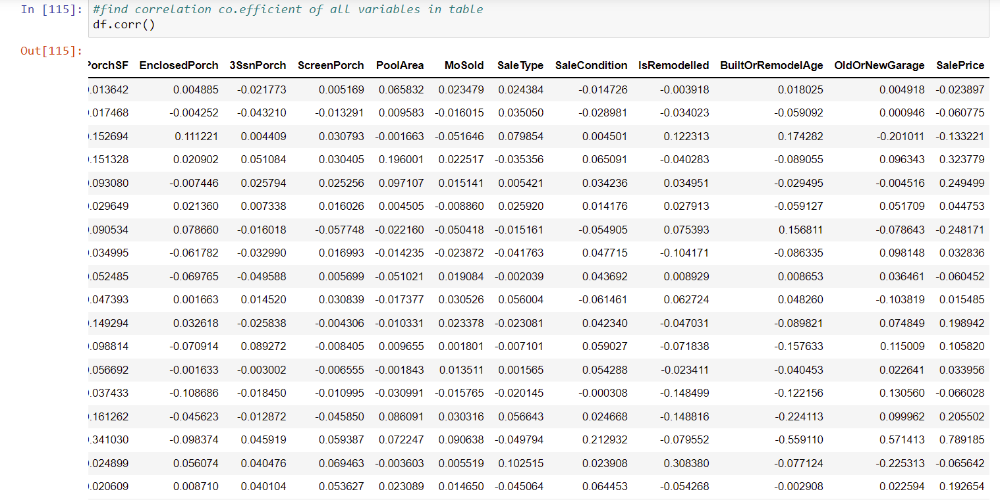 In [115]: #find correlation co.efficient of all variables in table
df.corr()
Out[115]:
PorchSF EnclosedPorch 3SsnPorch ScreenPorch PoolArea MoSold SaleType SaleCondition IsRemodelled BuiltOrRemodelAge OldOrNewGarage SalePrice
.013642 0.004885 -0.021773 0.005169 0.065832 0.023479 0.024384 -0.014726 -0.003918 0.018025 0.004918 -0.023897
.017468 -0.004252 -0.043210 -0.013291 0.009583 -0.016015 0.035050 -0.028981 -0.034023 -0.059092 0.000946 -0.060775
.152694 0.111221 0.004409 0.030793 -0.001663 -0.051646 0.079854 0.004501 0.122313 0.174282 -0.201011 -0.133221
.151328 0.020902 0.051084 0.030405 0.196001 0.022517 -0.035356 0.065091 -0.040283 -0.089055 0.096343 0.323779
.093080 -0.007446 0.025794 0.025256 0.097107 0.015141 0.005421 0.034236 0.034951 -0.029495 -0.004516 0.249499
.029649 0.021360 0.007338 0.016026 0.004505 -0.008860 0.025920 0.014176 0.027913 -0.059127 0.051709 0.044753
.090534 0.078660 -0.016018 -0.057748 -0.022160 -0.050418 -0.015161 -0.054905 0.075393 0.156811 -0.078643 -0.248171
.034995 -0.061782 -0.032990 0.016993 -0.014235 -0.023872 -0.041763 0.047715 -0.104171 -0.086335 0.098148 0.032836
.052485 -0.069765 -0.049588 0.005699 -0.051021 0.019084 -0.002039 0.043692 0.008929 0.008653 0.036461 -0.060452
.047393 0.001663 0.014520 0.030839 -0.017377 0.030526 0.056004 -0.061461 0.062724 0.048260 -0.103819 0.015485
.149294 0.032618 -0.025838 -0.004306 -0.010331 0.023378 -0.023081 0.042340 -0.047031 -0.089821 0.074849 0.198942
.098814 -0.070914 0.089272 -0.008405 0.009655 0.001801 -0.007101 0.059027 -0.071838 -0.157633 0.115009 0.105820
.056692 -0.001633 -0.003002 -0.006555 -0.001843 0.013511 0.001565 0.054288 -0.023411 -0.040453 0.022641 0.033956
.037433 -0.108686 -0.018450 -0.010995 -0.030991 -0.015765 -0.020145 -0.000308 -0.148499 -0.122156 0.130560 -0.066028
.161262 -0.045623 -0.012872 -0.045850 0.086091 0.030316 0.056643 0.024668 -0.148816 -0.224113 0.099962 0.205502
.341030 -0.098374 0.045919 0.059387 0.072247 0.090638 -0.049794 0.212932 -0.079552 -0.559110 0.571413 0.789185
.024899 0.056074 0.040476 0.069463 -0.003603 0.005519 0.102515 0.023908 0.308380 -0.077124 -0.225313 -0.065642
.020609 0.008710 0.040104 0.053627 0.023089 0.014650 -0.045064 0.064453 -0.054268 -0.002908 0.022594 0.192654